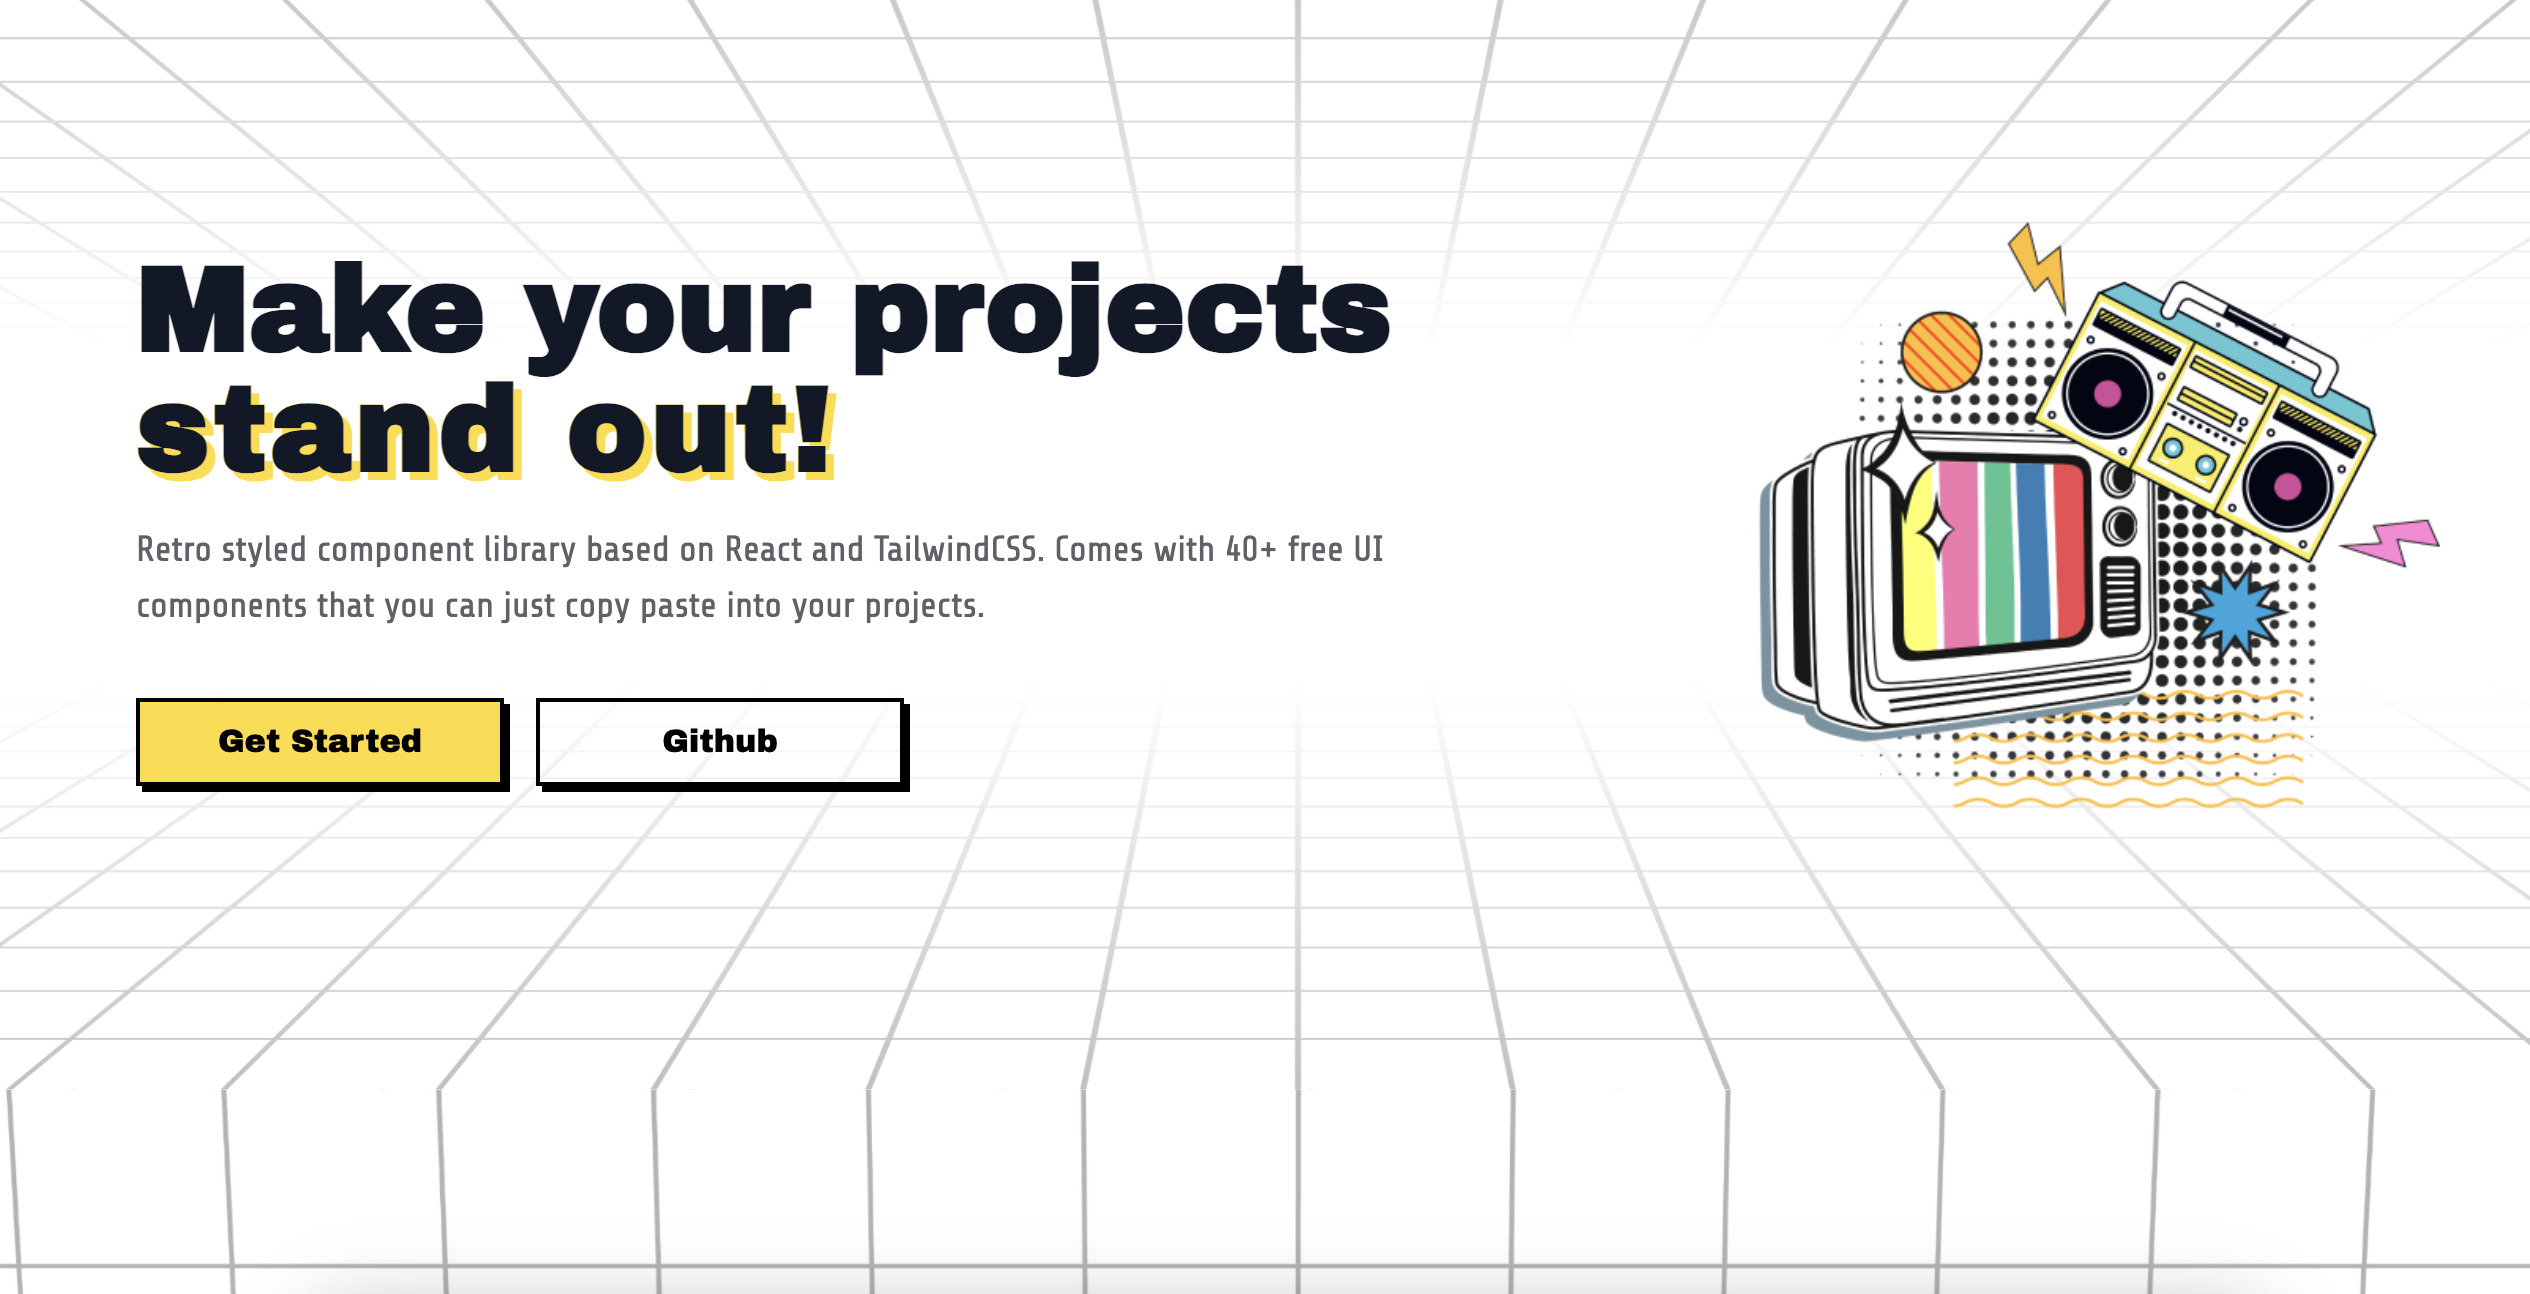 Make your projects
stand out!
Retro styled component library based on React and TailwindCSS. Comes with 40+ free UI
components that you can just copy paste into your projects.
Get Started
Github